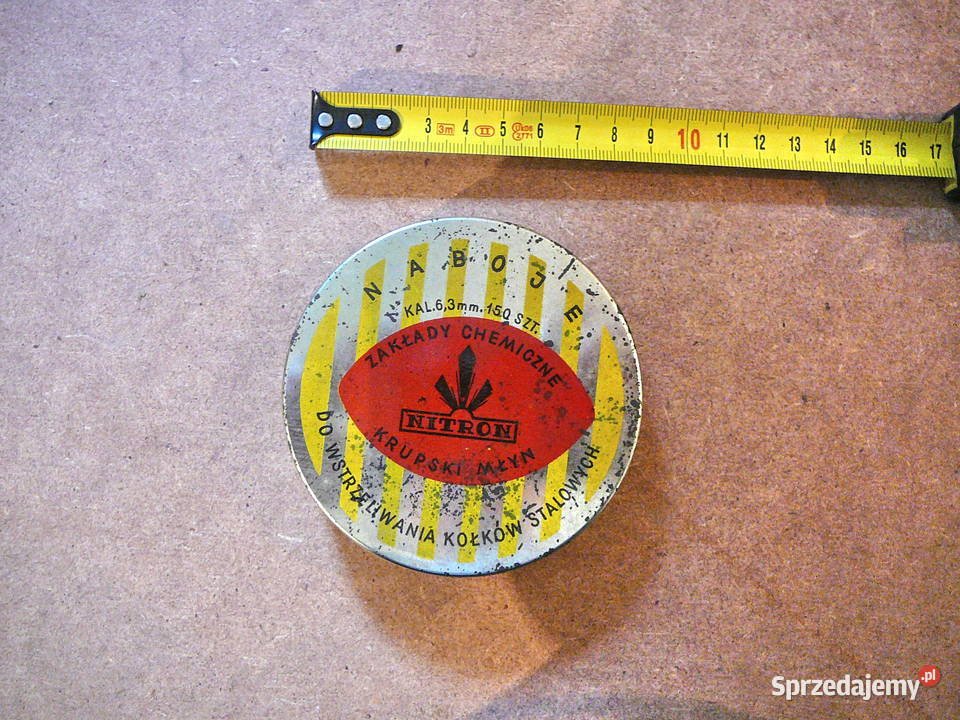 3 3m 4 II 5 6 7 8 9 10 11 12 13 14 15 16 17
NABOJE
KAL.6,3mm.150 SZT.
ZAKŁADY CHEMICZNE
NITRON
KRUPSKI MŁYN
DO WSTRZELIWANIA KOŁKÓW STALOWYCH
Sprzedajemy.pl